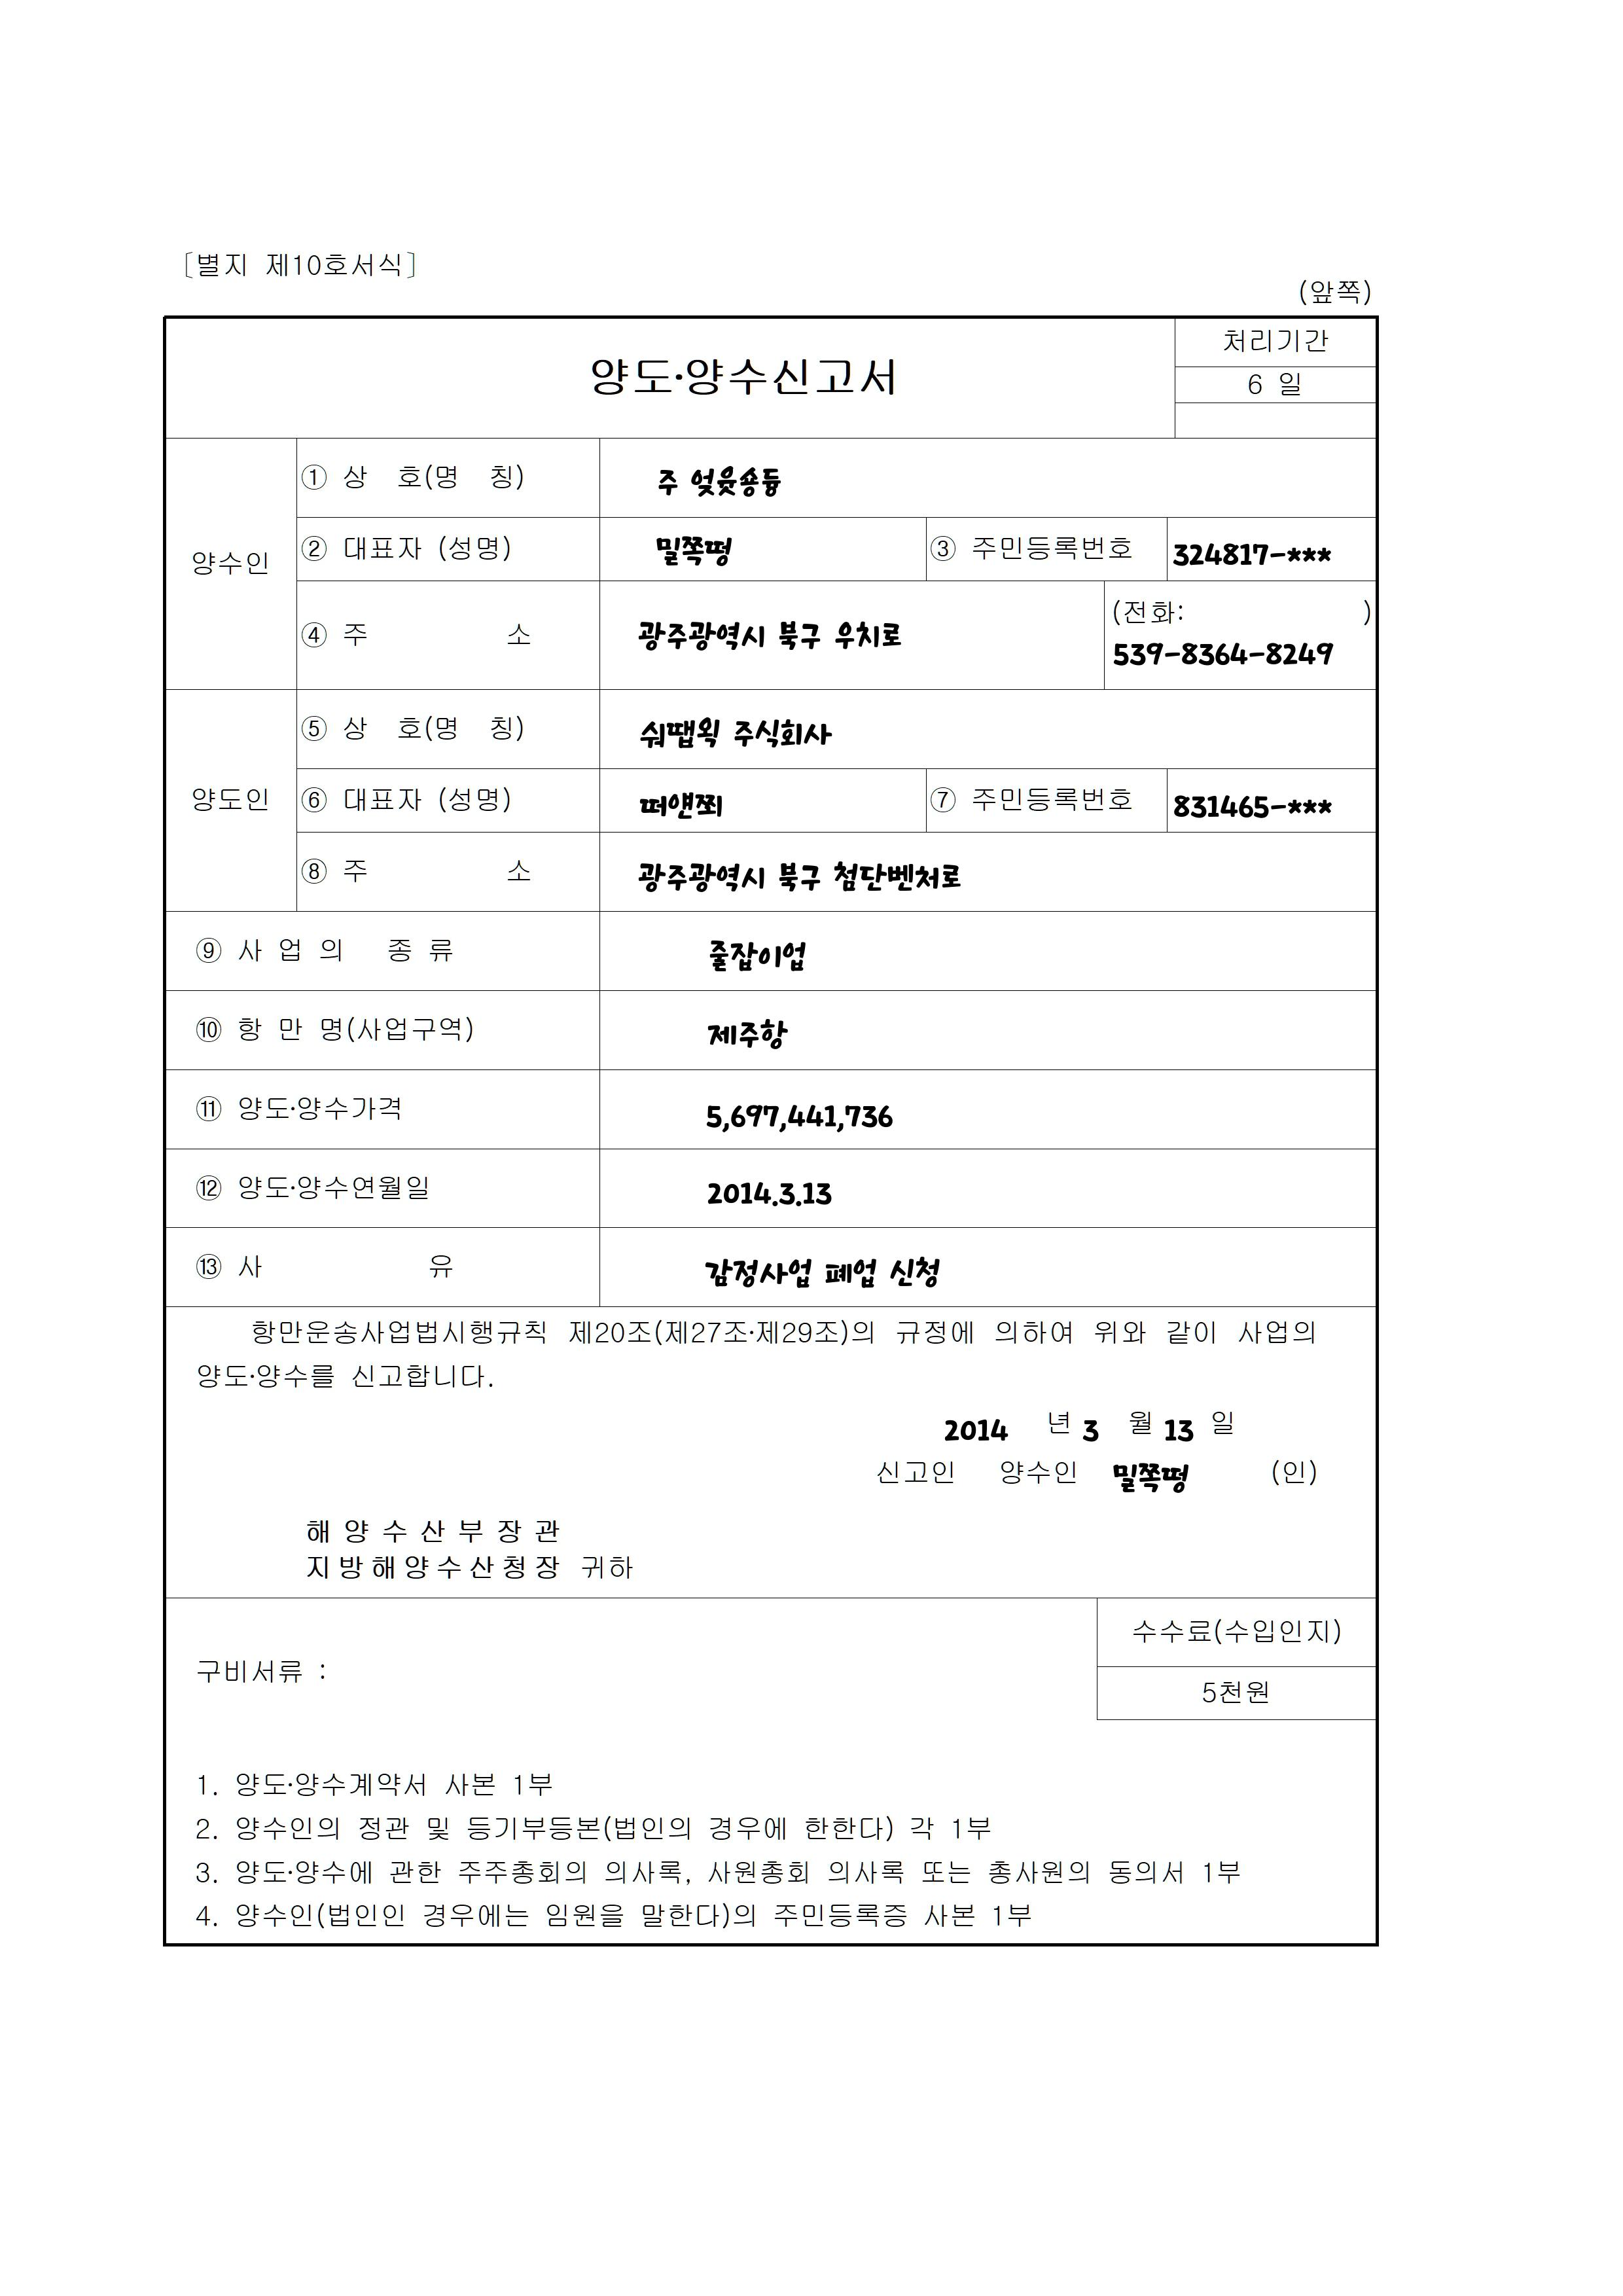 [별지 제10호서식]
(앞쪽)
양도·양수신고서
처리기간
6 일
양수인
① 상 호(명 칭)
주
② 대표자 (성명)
밀쪽떵
③ 주민등록번호
324817-***
④ 주 소
광주광역시 북구 우치로
(전화: )
539-8364-8249
양도인
⑤ 상 호(명 칭)
쉬땝왹 주식회사
⑥ 대표자 (성명)
떠얜쬐
⑦ 주민등록번호
831465-***
⑧ 주 소
광주광역시 북구 첨단벤처로
⑨ 사 업 의 종 류
줄잡이업
⑩ 항 만 명(사업구역)
제주항
⑪ 양도·양수가격
5,697,441,736
⑫ 양도·양수연월일
2014.3.13
⑬ 사 유
감정사업 폐업 신청
항만운송사업법시행규칙 제20조(제27조·제29조)의 규정에 의하여 위와 같이 사업의
양도·양수를 신고합니다.
2014 년 3 월 13 일
신고인 양수인 밀쪽떵 (인)
해 양 수 산 부 장 관
지 방 해 양 수 산 청 장 귀하
구비서류 :
수수료(수입인지)
5천원
1. 양도·양수계약서 사본 1부
2. 양수인의 정관 및 등기부등본(법인의 경우에 한한다) 각 1부
3. 양도·양수에 관한 주주총회의 의사록, 사원총회 의사록 또는 총사원의 동의서 1부
4. 양수인(법인인 경우에는 임원을 말한다)의 주민등록증 사본 1부